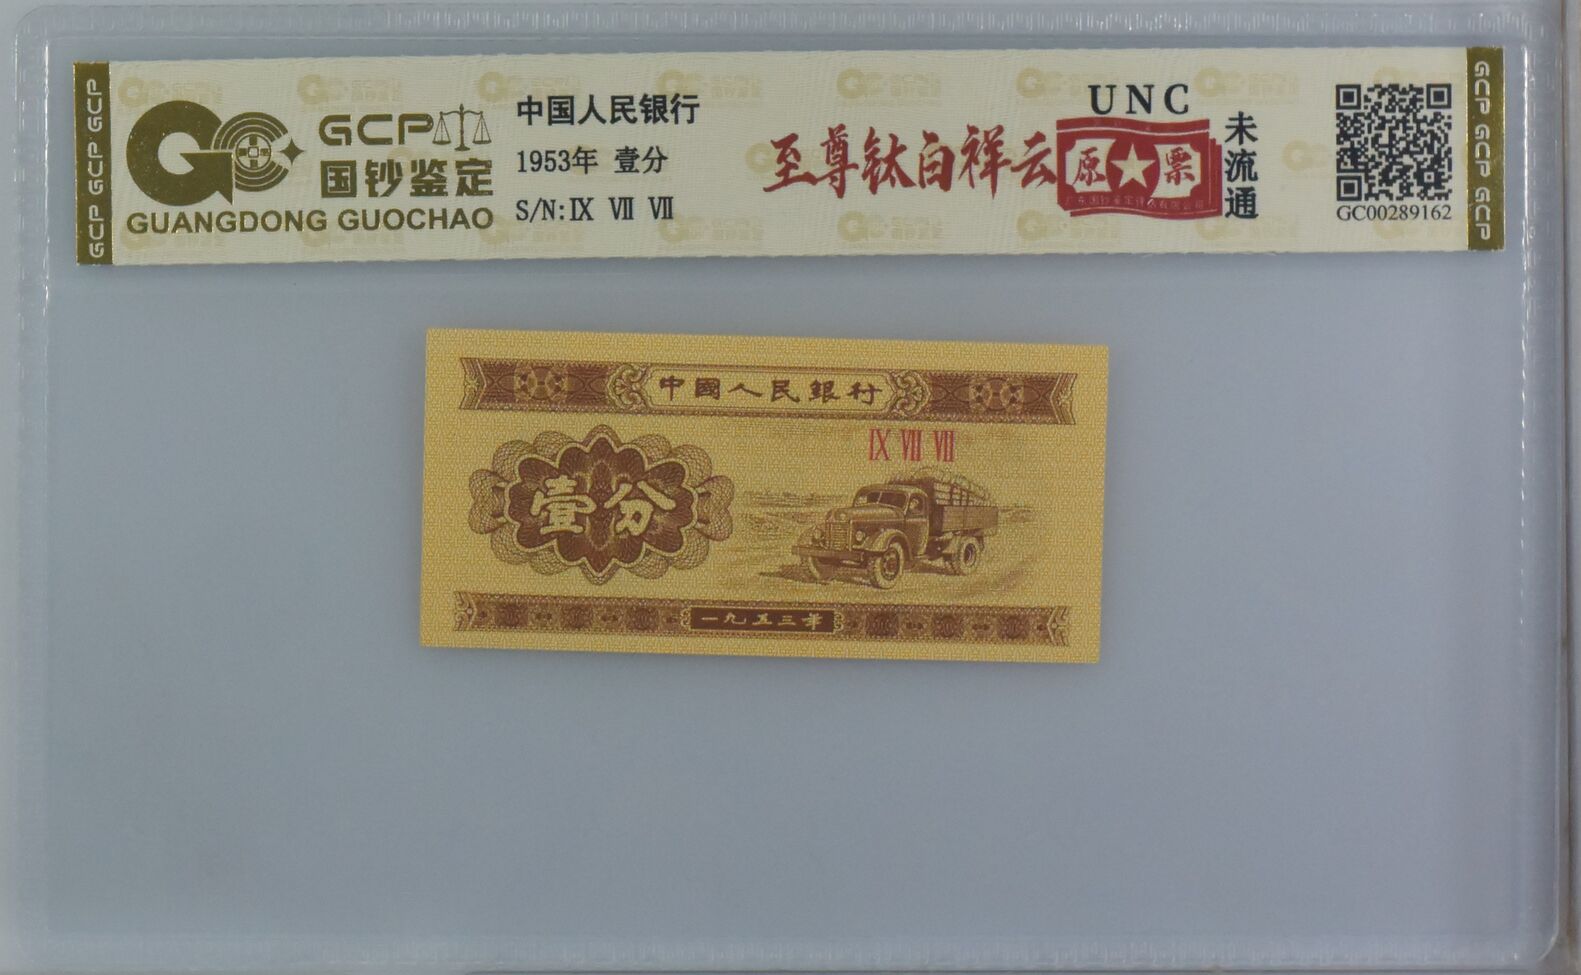 GCP GCP GCP
GCP
国钞鉴定
GUANGDONG GUOCHAO
中国人民银行
1953年 壹分
S/N:Ⅸ Ⅶ Ⅶ
至尊钛白祥云
UNC
原★票
未流通
GC00289162
GCP GCP GCP
中國人民銀行
Ⅸ Ⅶ Ⅶ
壹分
一九五三年